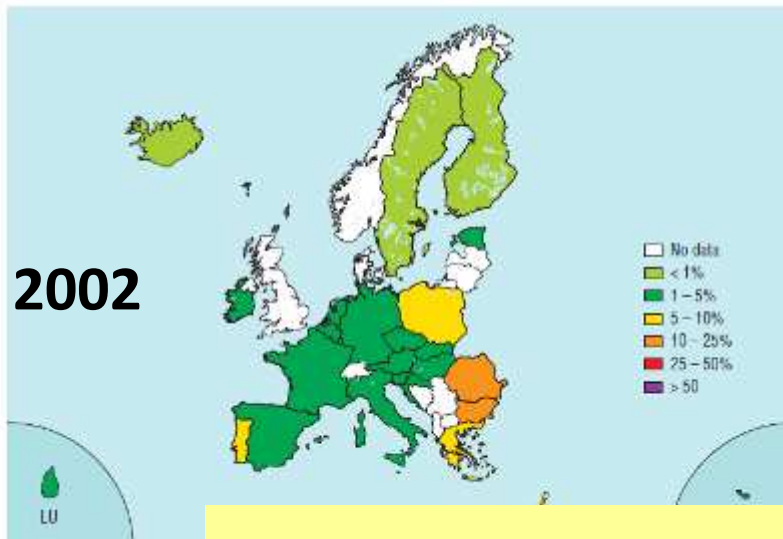 2002
No data
< 1%
1 – 5%
5 – 10%
10 – 25%
25 – 50%
> 50
LU